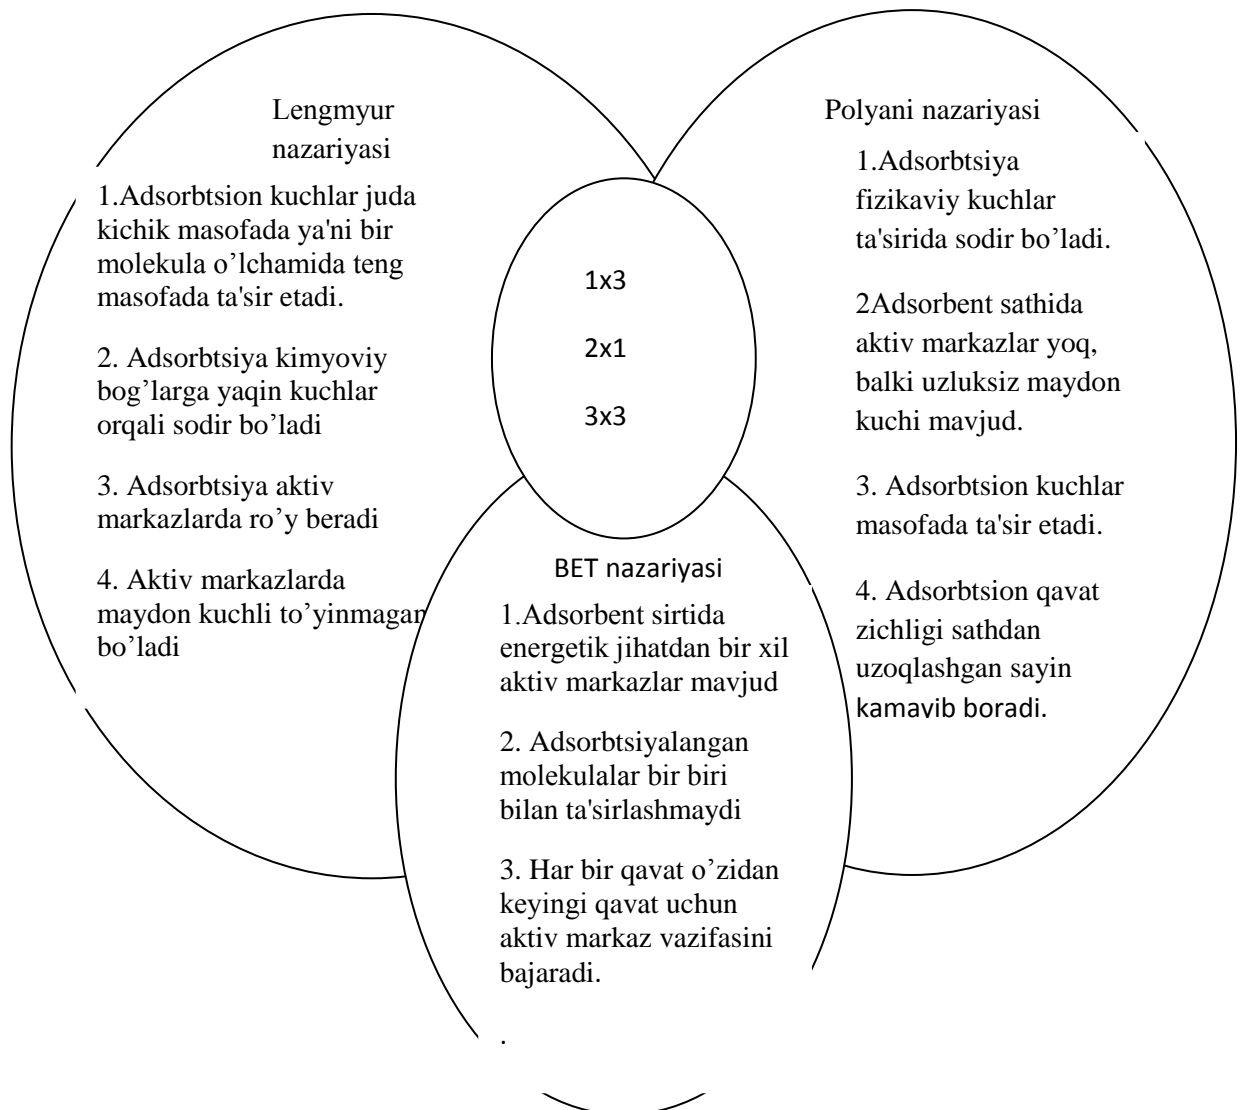 Lengmyur
nazariyasi
1.Adsorbtsion kuchlar juda
kichik masofada ya'ni bir
molekula o’lchamida teng
masofada ta'sir etadi.
2. Adsorbtsiya kimyoviy
bog’larga yaqin kuchlar
orqali sodir bo’ladi
3. Adsorbtsiya aktiv
markazlarda ro’y beradi
4. Aktiv markazlarda
maydon kuchli to’yinmagan
bo’ladi
1x3
2x1
3x3
Polyani nazariyasi
1.Adsorbtsiya
fizikaviy kuchlar
ta'sirida sodir bo’ladi.
2Adsorbent sathida
aktiv markazlar yoq,
balki uzluksiz maydon
kuchi mavjud.
3. Adsorbtsion kuchlar
masofada ta'sir etadi.
4. Adsorbtsion qavat
zichligi sathdan
uzoqlashgan sayin
kamavib boradi.
BET nazariyasi
1.Adsorbent sirtida
energetik jihatdan bir xil
aktiv markazlar mavjud
2. Adsorbtsiyalangan
molekulalar bir biri
bilan ta'sirlashmaydi
3. Har bir qavat o’zidan
keyingi qavat uchun
aktiv markaz vazifasini
bajaradi.
.